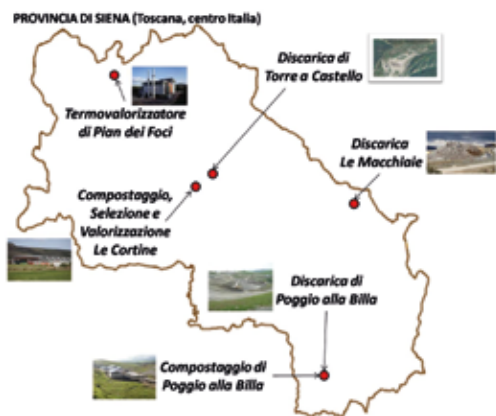 PROVINCIA DI SIENA (Toscana, centro Italia)
Discarica di
Torre a Castello
Termovalorizzatore
di Pian dei Foci
Discarica
Le Macchiaie
Compostaggio,
Selezione e
Valorizzazione
Le Cortine
Discarica di
Poggio alla Billa
Compostaggio di
Poggio alla Billa